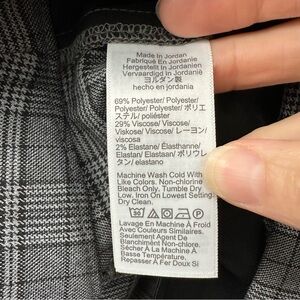 Made In Jordan
Fabriqué En Jordanie
Hergestellt In Jordanien
Vervaardigd In Jordanië
ヨルダン製
hecho en jordania
69% Polyester/Polyester/
Polyester/Polyester/ ポリエ
ステル/ poliéster
29% Viscose/Viscose/
Viskose/Viscose/ レーヨン/
viscosa
2% Elastane/Élasthanne/
Elastan/Elastaan/ ポリウレ
タン/ elastano
Machine Wash Cold With
Like Colors. Non-chlorine
Bleach Only. Tumble Dry
Low. Iron On Lowest Setting.
Dry Clean.
Lavage En Machine À Froid
Avec Couleurs Similaires.
Seulement Agent De
Blanchiment Non-chloric.
Sécher À La Machine À
Basse Température.
Repasser À Fer Doux Si